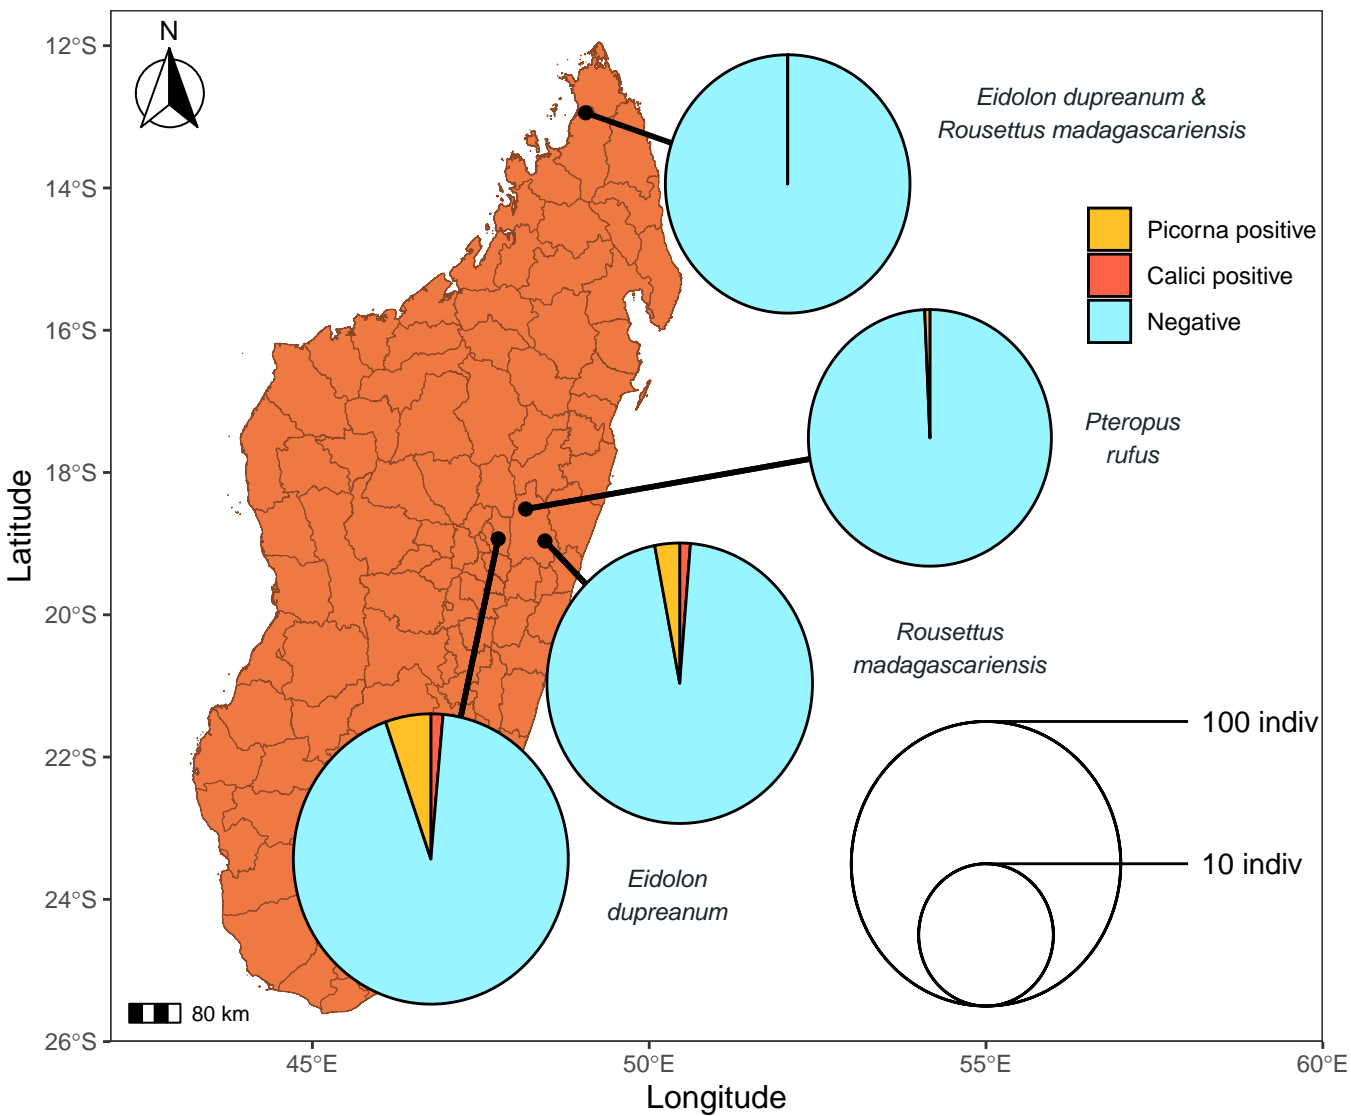 N
12°S
14°S
16°S
18°S
20°S
22°S
24°S
26°S
Latitude
Eidolon dupreanum &
Rousettus madagascariensis
Picorna positive
Calici positive
Negative
Pteropus
rufus
Rousettus
madagascariensis
Eidolon
dupreanum
100 indiv
10 indiv
80 km
45°E
50°E
55°E
60°E
Longitude